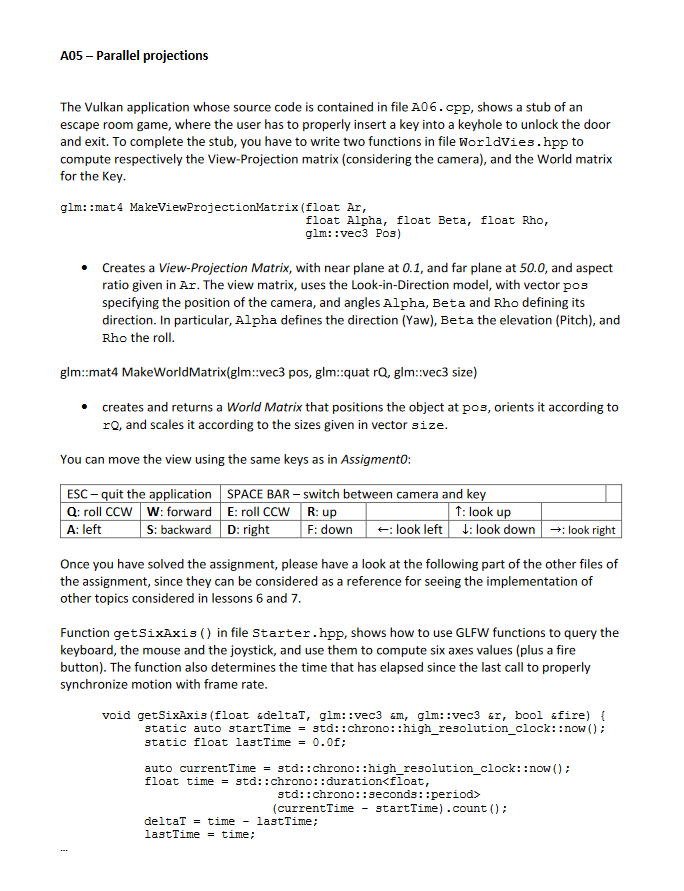 A05 – Parallel projections
The Vulkan application whose source code is contained in file A06.cpp, shows a stub of an
escape room game, where the user has to properly insert a key into a keyhole to unlock the door
and exit. To complete the stub, you have to write two functions in file WorldVies.hpp to
compute respectively the View-Projection matrix (considering the camera), and the World matrix
for the Key.
glm::mat4 MakeViewProjectionMatrix(float Ar,
float Alpha, float Beta, float Rho,
glm::vec3 Pos)
• Creates a View-Projection Matrix, with near plane at 0.1, and far plane at 50.0, and aspect
ratio given in Ar. The view matrix, uses the Look-in-Direction model, with vector pos
specifying the position of the camera, and angles Alpha, Beta and Rho defining its
direction. In particular, Alpha defines the direction (Yaw), Beta the elevation (Pitch), and
Rho the roll.
glm::mat4 MakeWorldMatrix(glm::vec3 pos, glm::quat rQ, glm::vec3 size)
• creates and returns a World Matrix that positions the object at pos, orients it according to
rQ, and scales it according to the sizes given in vector size.
You can move the view using the same keys as in Assigment0:
ESC – quit the application SPACE BAR – switch between camera and key
Q: roll CCW W: forward E: roll CCW R: up ↑: look up
A: left S: backward D: right F: down ←: look left ↓: look down →: look right
Once you have solved the assignment, please have a look at the following part of the other files of
the assignment, since they can be considered as a reference for seeing the implementation of
other topics considered in lessons 6 and 7.
Function getSixAxis() in file Starter.hpp, shows how to use GLFW functions to query the
keyboard, the mouse and the joystick, and use them to compute six axes values (plus a fire
button). The function also determines the time that has elapsed since the last call to properly
synchronize motion with frame rate.
void getSixAxis(float &deltaT, glm::vec3 &m, glm::vec3 &r, bool &fire) {
static auto startTime = std::chrono::high_resolution_clock::now();
static float lastTime = 0.0f;
auto currentTime = std::chrono::high_resolution_clock::now();
float time = std::chrono::duration<float,
std::chrono::seconds::period>
(currentTime - startTime).count();
deltaT = time - lastTime;
lastTime = time;
…